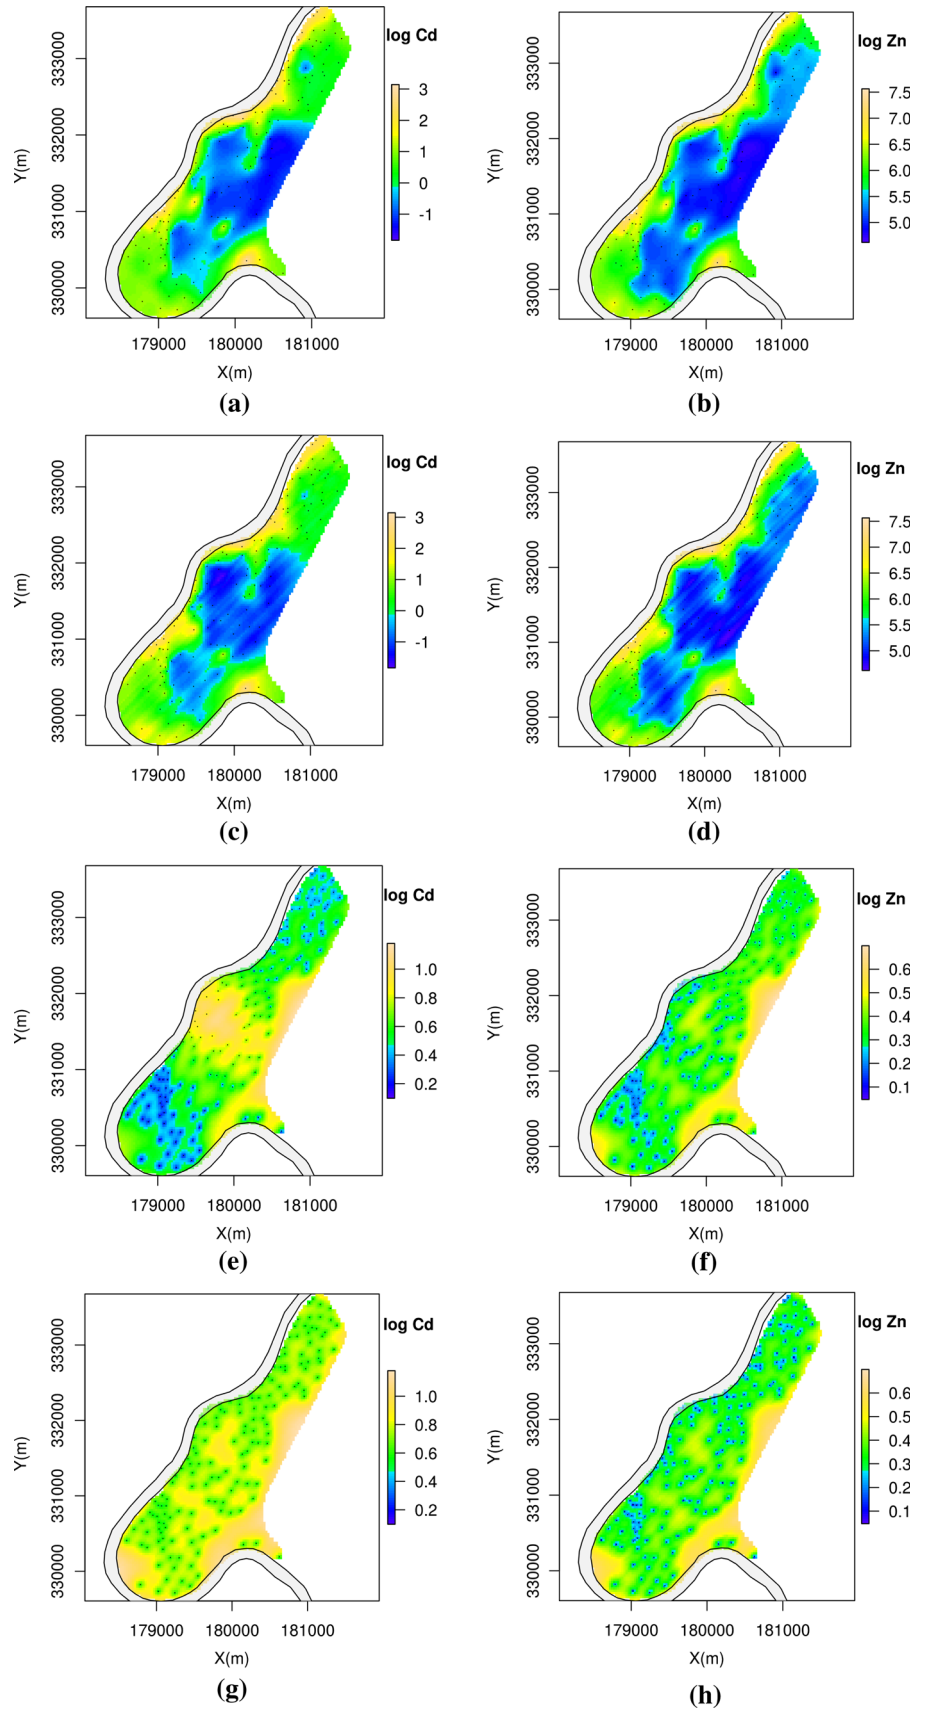 log Cd
3
2
1
0
-1
333000
332000
331000
330000
Y(m)
179000 180000 181000
X(m)
(a)
log Zn
7.5
7.0
6.5
6.0
5.5
5.0
333000
332000
331000
330000
Y(m)
179000 180000 181000
X(m)
(b)
log Cd
3
2
1
0
-1
333000
332000
331000
330000
Y(m)
179000 180000 181000
X(m)
(c)
log Zn
7.5
7.0
6.5
6.0
5.5
5.0
333000
332000
331000
330000
Y(m)
179000 180000 181000
X(m)
(d)
log Cd
1.0
0.8
0.6
0.4
0.2
333000
332000
331000
330000
Y(m)
179000 180000 181000
X(m)
(e)
log Zn
0.6
0.5
0.4
0.3
0.2
0.1
333000
332000
331000
330000
Y(m)
179000 180000 181000
X(m)
(f)
log Cd
1.0
0.8
0.6
0.4
0.2
333000
332000
331000
330000
Y(m)
179000 180000 181000
X(m)
(g)
log Zn
0.6
0.5
0.4
0.3
0.2
0.1
333000
332000
331000
330000
Y(m)
179000 180000 181000
X(m)
(h)